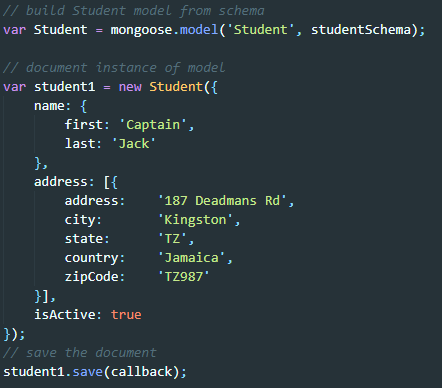 // build Student model from schema
var Student = mongoose.model('Student', studentSchema);
// document instance of model
var student1 = new Student({
    name: {
        first: 'Captain',
        last: 'Jack'
    },
    address: [{
        address:    '187 Deadmans Rd',
        city:       'Kingston',
        state:      'TZ',
        country:    'Jamaica',
        zipCode:    'TZ987'
    }],
    isActive: true
});
// save the document
student1.save(callback);